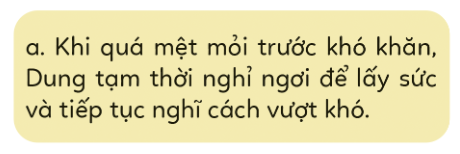 a. Khi quá mệt mỏi trước khó khăn,
Dung tạm thời nghỉ ngơi để lấy sức
và tiếp tục nghĩ cách vượt khó.